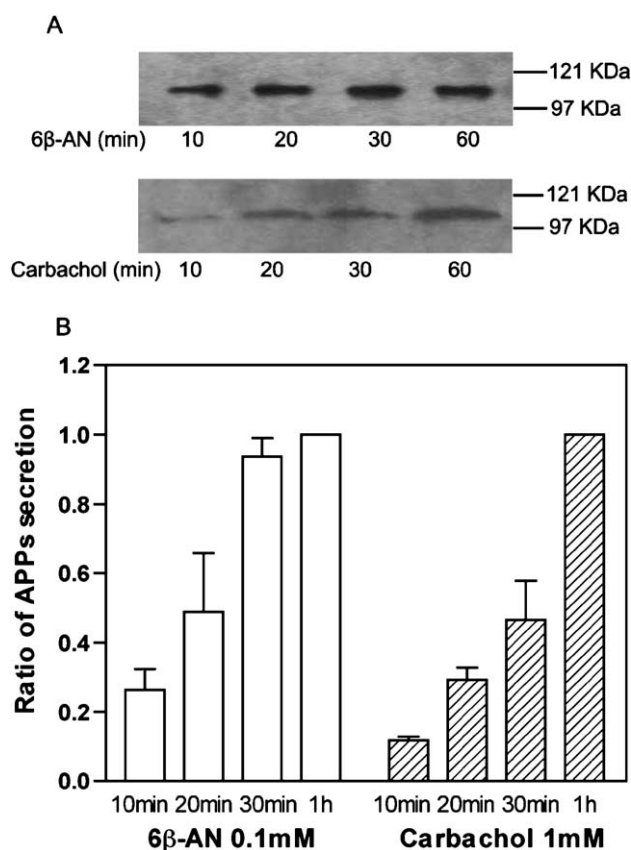 A
121 KDa
97 KDa
6β-AN (min) 10 20 30 60
121 KDa
97 KDa
Carbachol (min) 10 20 30 60
B
Ratio of APPs secretion
1.2
1.0
0.8
0.6
0.4
0.2
0.0
10min 20min 30min 1h 10min 20min 30min 1h
6β-AN 0.1mM Carbachol 1mM